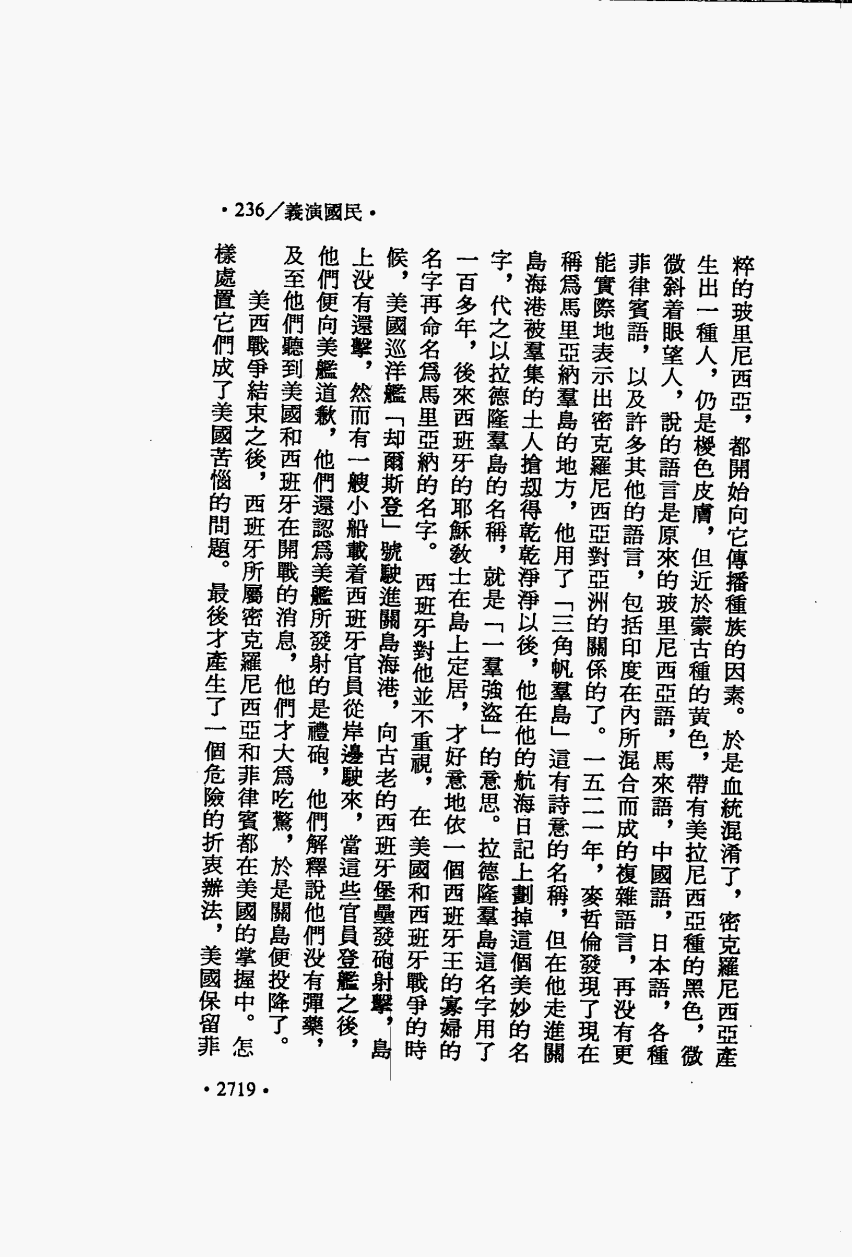 •236╱義演國民•
粹的玻里尼西亞，都開始向它傳播種族的因素。於是血統混淆了，密克羅尼西亞產
生出一種人，仍是椶色皮膚，但近於蒙古種的黄色，帶有美拉尼西亞種的黑色，微
微斜着眼望人，說的語言是原來的玻里尼西亞語，馬來語，中國語，日本語，各種
菲律賓語，以及許多其他的語言，包括印度在內所混合而成的複雜語言，再没有更
能實際地表示出密克羅尼西亞對亞洲的關係的了。一五二一年，麥哲倫發現了現在
稱爲馬里亞納羣島的地方，他用了「三角帆羣島」這有詩意的名稱，但在他走進關
島海港被羣集的土人搶刼得乾乾淨淨以後，他在他的航海日記上劃掉這個美妙的名
字，代之以拉德隆羣島的名稱，就是「一羣強盜」的意思。拉德隆羣島這名字用了
一百多年，後來西班牙的耶穌敎士在島上定居，才好意地依一個西班牙王的寡婦的
名字再命名爲馬里亞納的名字。西班牙對他並不重視，在美國和西班牙戰爭的時
候，美國巡洋艦「却爾斯登」號駛進關島海港，向古老的西班牙堡壘發砲射擊，島
上没有還擊，然而有一艘小船載着西班牙官員從岸邊駛來，當這些官員登艦之後，
他們便向美艦道歉，他們還認爲美艦所發射的是禮砲，他們解釋說他們没有彈藥，
及至他們聽到美國和西班牙在開戰的消息，他們才大爲吃驚，於是關島便投降了。
美西戰爭結束之後，西班牙所屬密克羅尼西亞和菲律賓都在美國的掌握中。怎
樣處置它們成了美國苦惱的問題。最後才產生了一個危險的折衷辦法，美國保留菲
•2719•